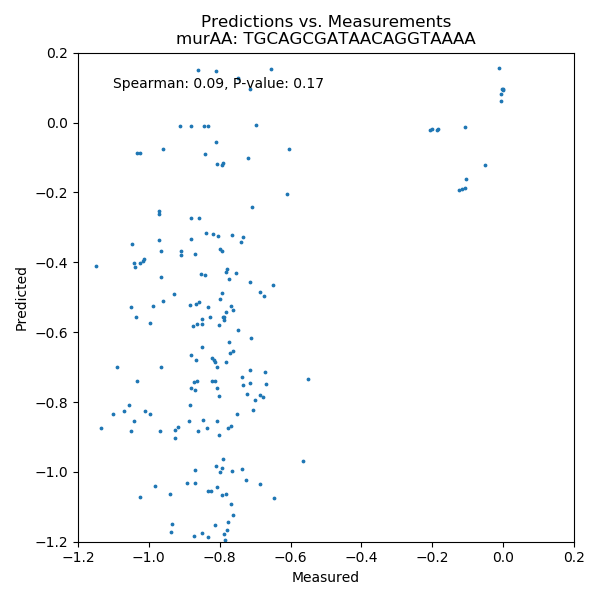 Predictions vs. Measurements
murAA: TGCAGCGATAACAGGTAAAA
Spearman: 0.09, P-value: 0.17
0.2
0.0
−0.2
−0.4
−0.6
−0.8
−1.0
−1.2
Predicted
−1.2 −1.0 −0.8 −0.6 −0.4 −0.2 0.0 0.2
Measured